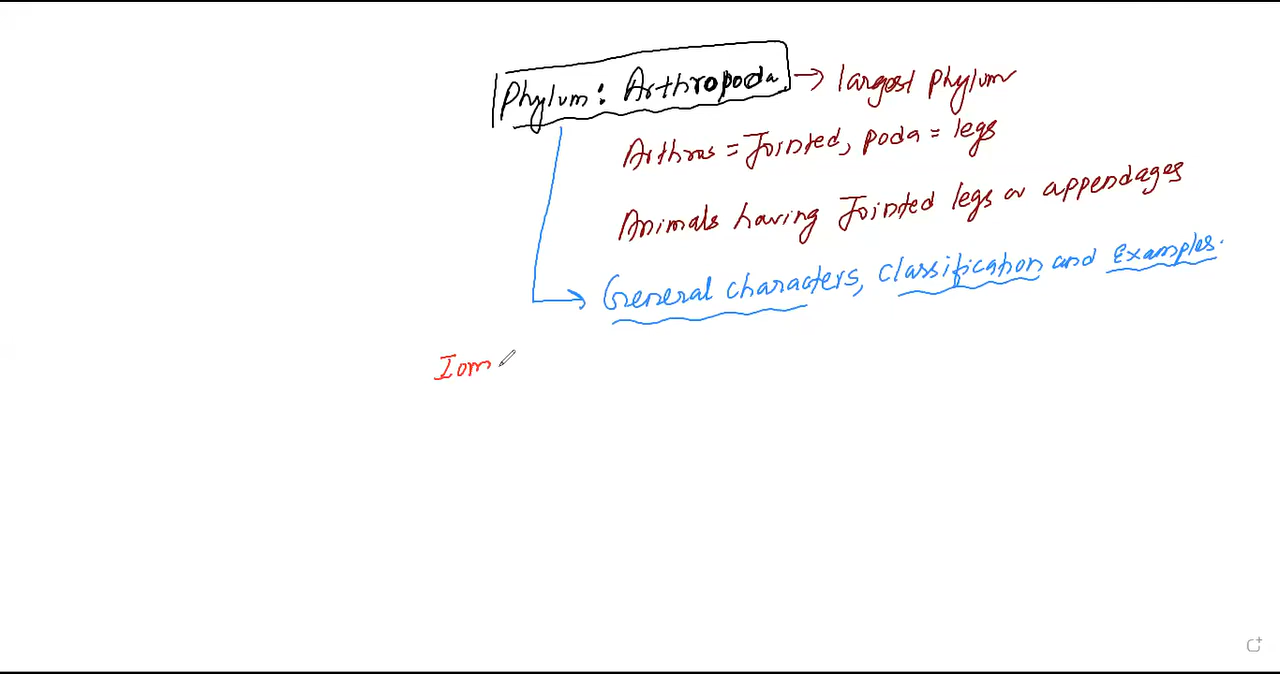 Phylum: Arthropoda → largest Phylum
Arthros = Jointed, poda = legs
Animals having Jointed legs or appendages
General characters, classification and Examples.
Iom